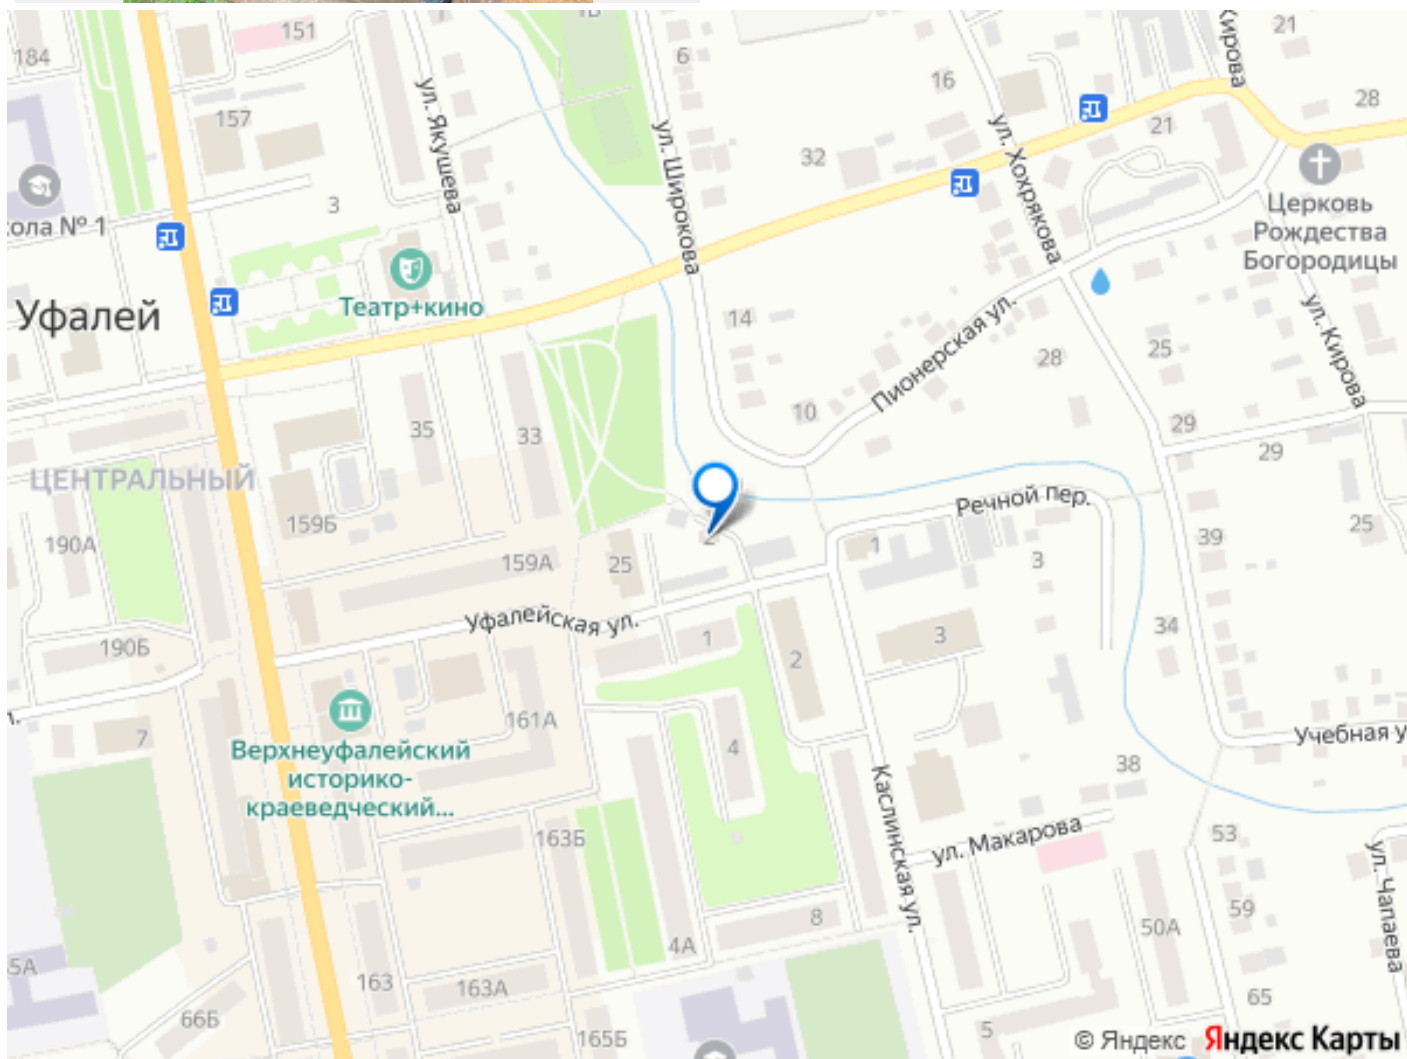 151
1Б
6
21
184
ул. Якушева
16
Кирова
28
157
ул. Широкова
ул. Хохрякова
21
32
3
ола № 1
Церковь
Рождества
Богородицы
Театр+кино
Уфалей
14
Пионерская ул.
28
25
ул. Кирова
10
35
33
29
29
ЦЕНТРАЛЬНЫЙ
159Б
Речной пер.
25
190А
39
2
1
159А
25
3
Уфалейская ул.
34
190Б
1
2
3
161А
7
4
Учебная у
Верхнеуфалейский
историко-
краеведческий...
38
Каслинская ул.
163Б
ул. Макарова
53
ул. Чапаева
59
8
50А
4А
5А
163
163А
65
66Б
165Б
5
© Яндекс Яндекс Карты